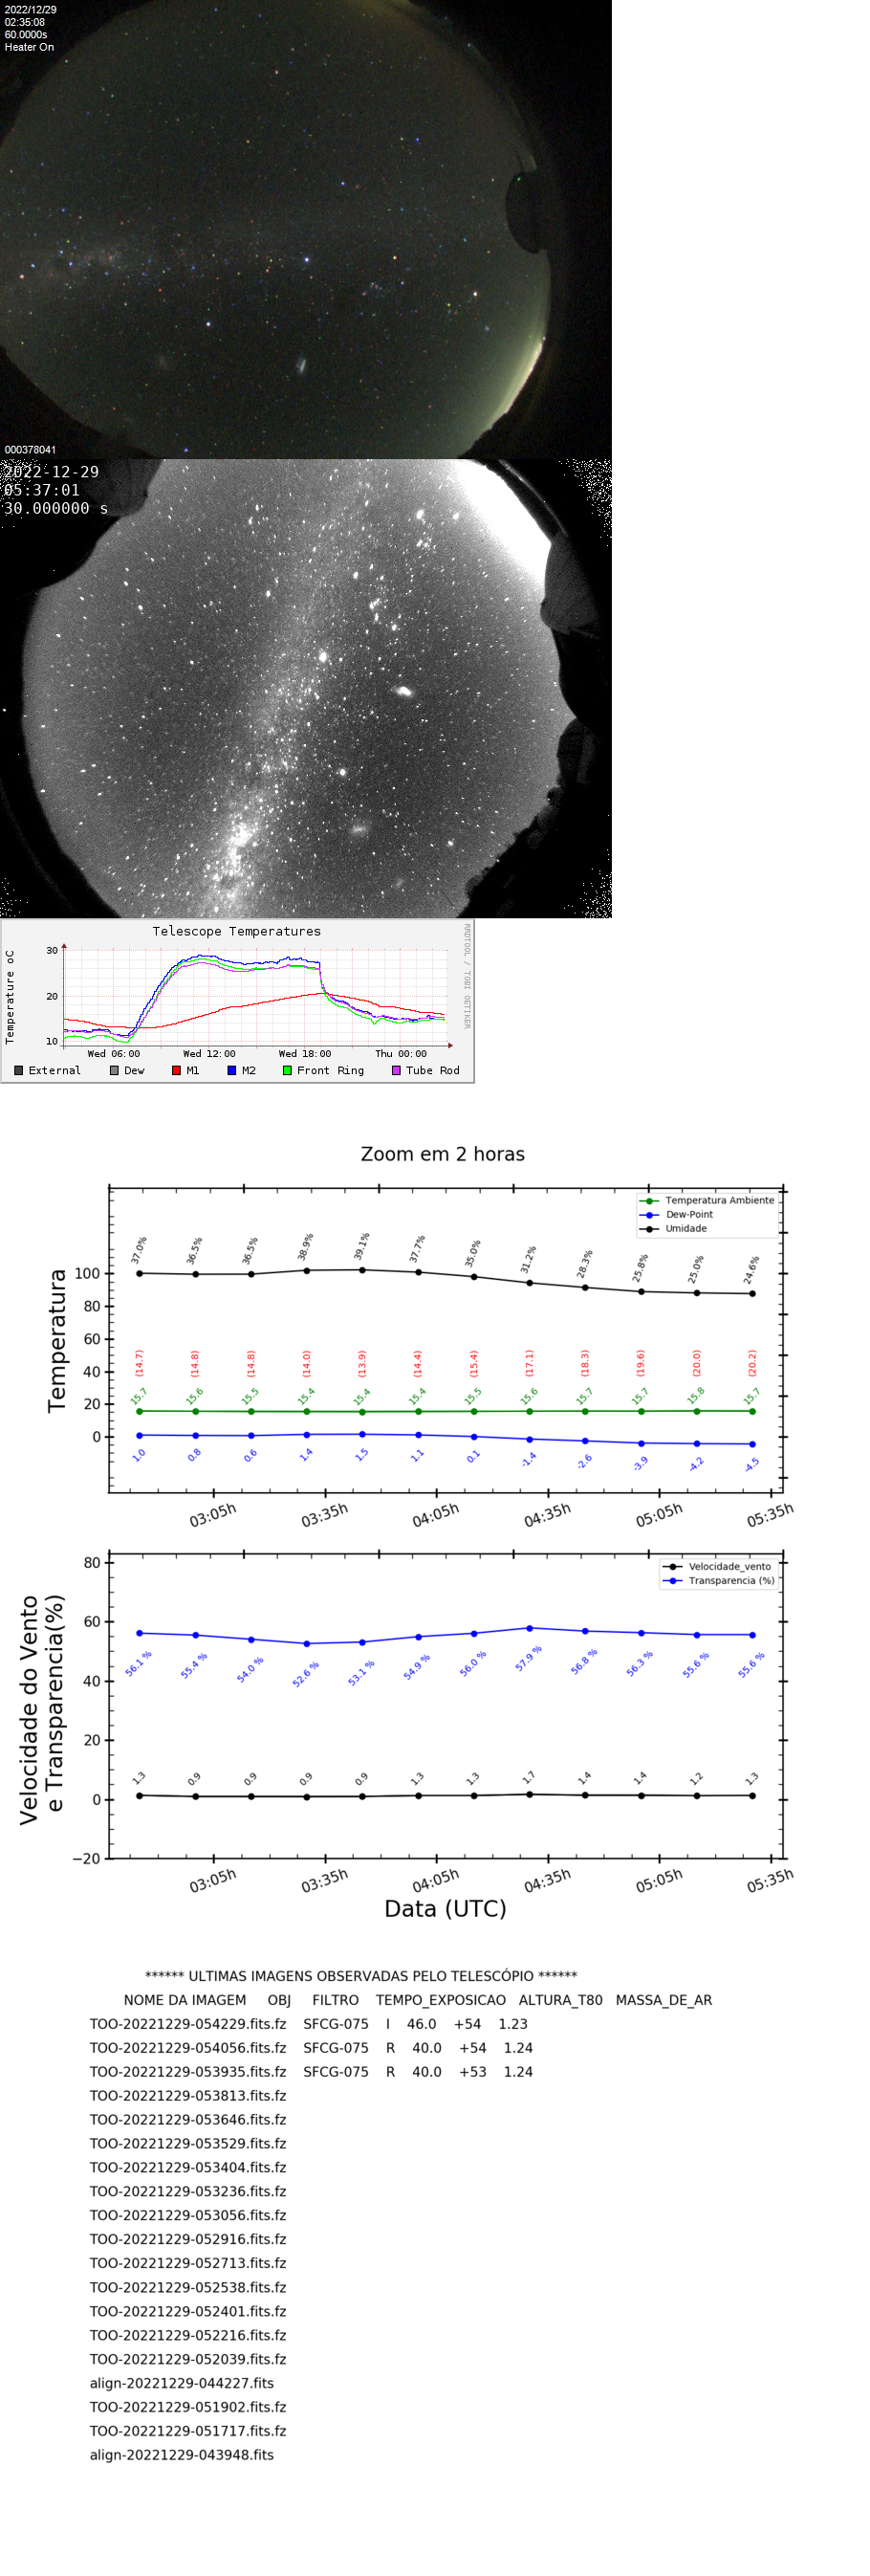 2022/12/29
02:35:08
60.0000s
Heater On
000378041
2022-12-29
05:37:01
30.000000 s
Telescope Temperatures
RRDTOOL / TOBI OETIKER
Temperature oC
30
20
10
Wed 06:00 Wed 12:00 Wed 18:00 Thu 00:00
External Dew M1 M2 Front Ring Tube Rod
Zoom em 2 horas
Temperatura Ambiente
Dew-Point
Umidade
Temperatura
100
80
60
40
20
0
37.0% 36.5% 36.5% 38.9% 39.1% 37.7% 35.0% 31.2% 28.3% 25.8% 25.0% 24.6%
(14.7) (14.8) (14.8) (14.0) (13.9) (14.4) (15.4) (17.1) (18.3) (19.6) (20.0) (20.2)
15.7 15.6 15.5 15.4 15.4 15.4 15.5 15.6 15.7 15.7 15.8 15.7
1.0 0.8 0.6 1.4 1.5 1.1 0.1 -1.4 -2.6 -3.9 -4.2 -4.5
03:05h 03:35h 04:05h 04:35h 05:05h 05:35h
Velocidade_vento
Transparencia (%)
Velocidade do Vento
e Transparencia(%)
80
60
40
20
0
−20
56.1 % 55.4 % 54.0 % 52.6 % 53.1 % 54.9 % 56.0 % 57.9 % 56.8 % 56.3 % 55.6 % 55.6 %
1.3 0.9 0.9 0.9 0.9 1.3 1.3 1.7 1.4 1.4 1.2 1.3
03:05h 03:35h 04:05h 04:35h 05:05h 05:35h
Data (UTC)
****** ULTIMAS IMAGENS OBSERVADAS PELO TELESCÓPIO ******
NOME DA IMAGEM OBJ FILTRO TEMPO_EXPOSICAO ALTURA_T80 MASSA_DE_AR
TOO-20221229-054229.fits.fz SFCG-075 I 46.0 +54 1.23
TOO-20221229-054056.fits.fz SFCG-075 R 40.0 +54 1.24
TOO-20221229-053935.fits.fz SFCG-075 R 40.0 +53 1.24
TOO-20221229-053813.fits.fz
TOO-20221229-053646.fits.fz
TOO-20221229-053529.fits.fz
TOO-20221229-053404.fits.fz
TOO-20221229-053236.fits.fz
TOO-20221229-053056.fits.fz
TOO-20221229-052916.fits.fz
TOO-20221229-052713.fits.fz
TOO-20221229-052538.fits.fz
TOO-20221229-052401.fits.fz
TOO-20221229-052216.fits.fz
TOO-20221229-052039.fits.fz
align-20221229-044227.fits
TOO-20221229-051902.fits.fz
TOO-20221229-051717.fits.fz
align-20221229-043948.fits